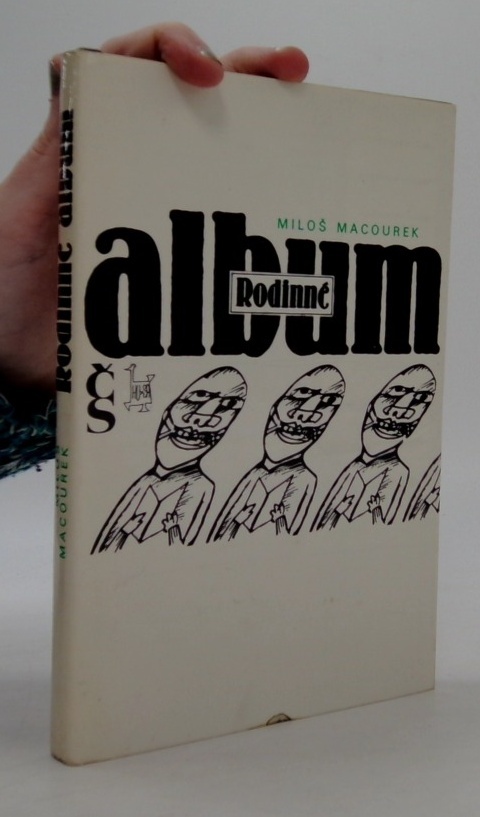 MILOŠ MACOUREK
album
Rodinné
ČS
Rodinné album
MILOŠ MACOUREK